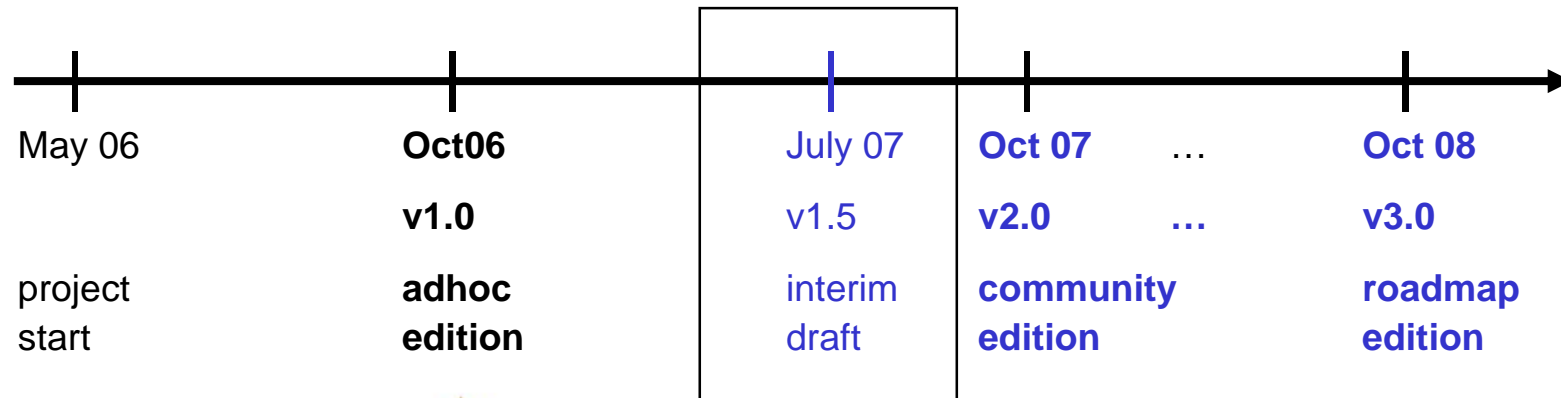 May 06 Oct06 July 07 Oct 07 … Oct 08
v1.0 v1.5 v2.0 … v3.0
project adhoc interim community roadmap
start edition draft edition edition